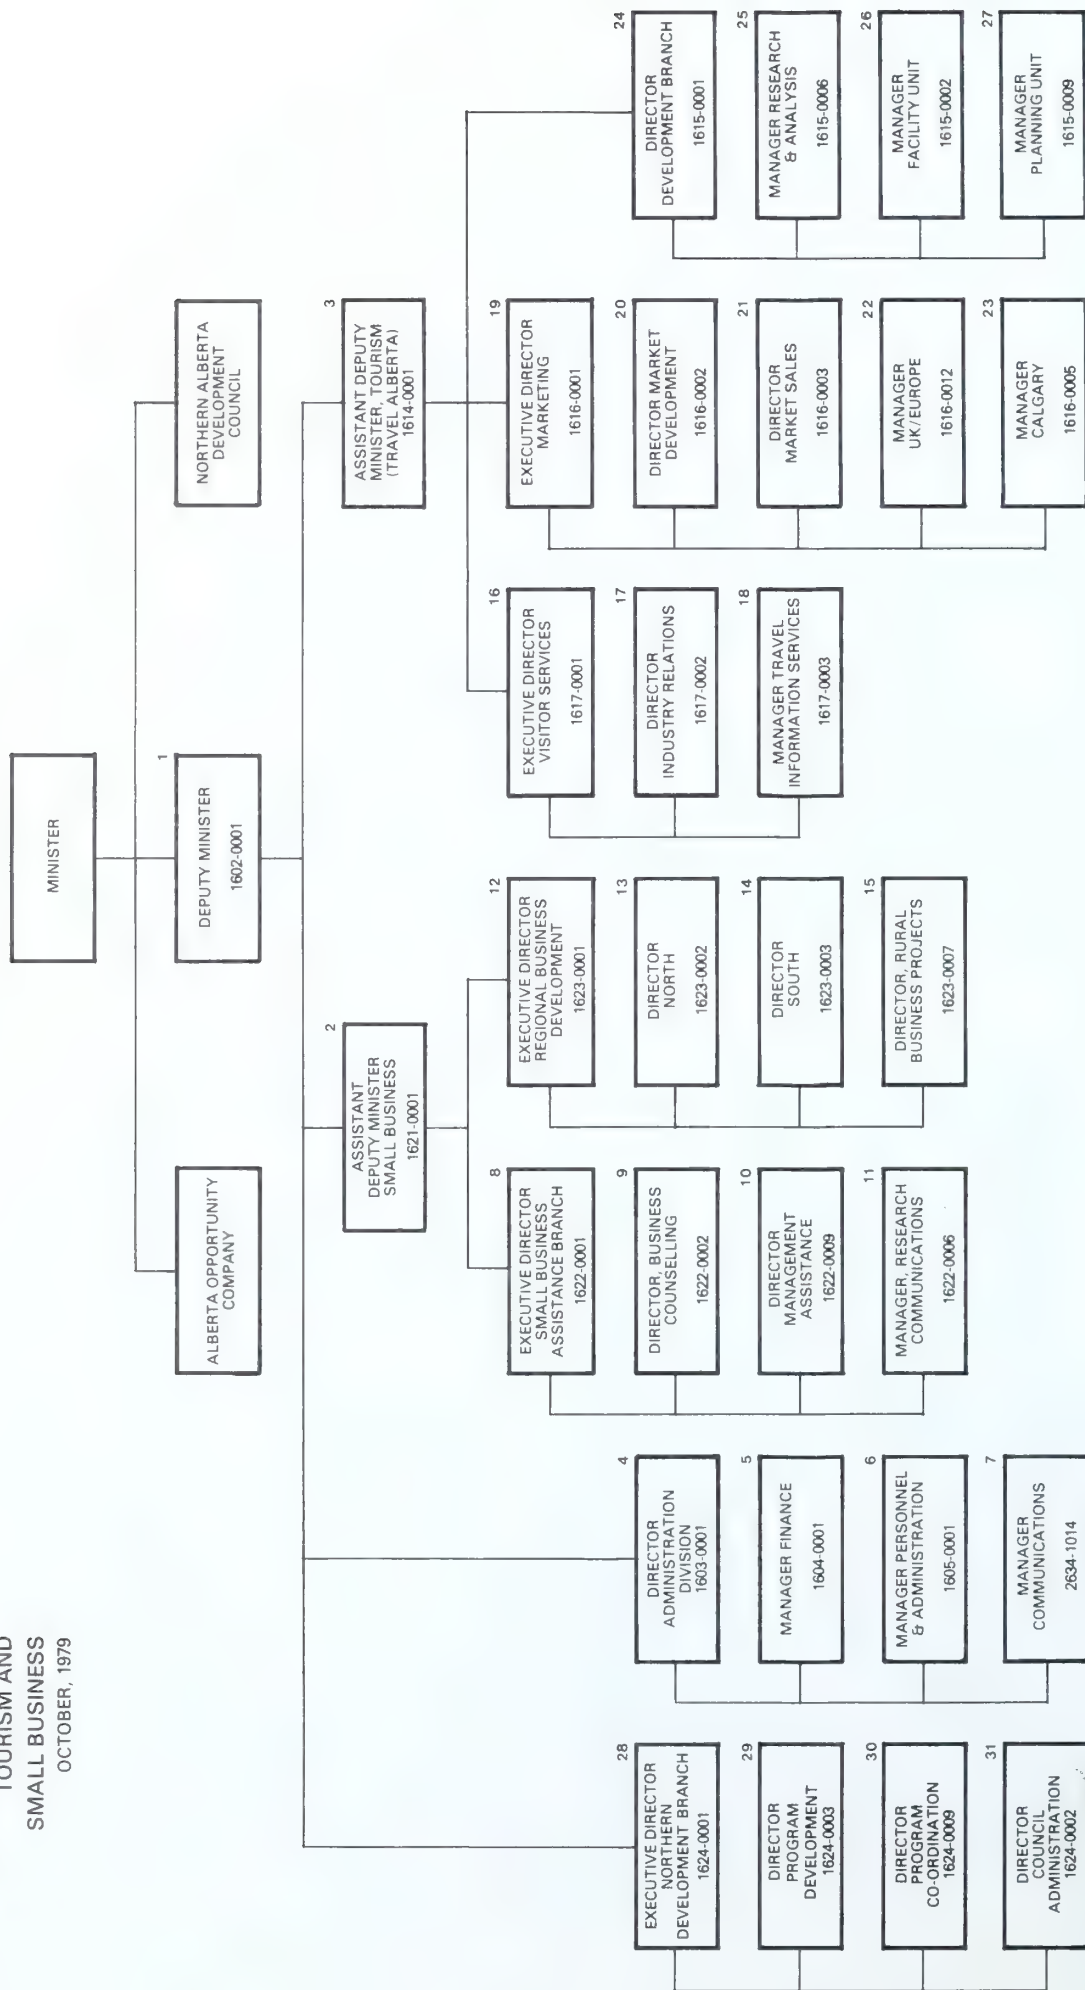 TOURISM AND
SMALL BUSINESS
OCTOBER, 1979
MINISTER
ALBERTA OPPORTUNITY
COMPANY
1
DEPUTY MINISTER
1602-0001
NORTHERN ALBERTA
DEVELOPMENT
COUNCIL
2
ASSISTANT
DEPUTY MINISTER
SMALL BUSINESS
1621-0001
3
ASSISTANT DEPUTY
MINISTER, TOURISM
(TRAVEL ALBERTA)
1614-0001
28
EXECUTIVE DIRECTOR
NORTHERN
DEVELOPMENT BRANCH
1624-0001
29
DIRECTOR
PROGRAM
DEVELOPMENT
1624-0003
30
DIRECTOR
PROGRAM
CO-ORDINATION
1624-0009
31
DIRECTOR
COUNCIL
ADMINISTRATION
1624-0002
4
DIRECTOR
ADMINISTRATION
DIVISION
1603-0001
5
MANAGER FINANCE
1604-0001
6
MANAGER PERSONNEL
& ADMINISTRATION
1605-0001
7
MANAGER
COMMUNICATIONS
2634-1014
8
EXECUTIVE DIRECTOR
SMALL BUSINESS
ASSISTANCE BRANCH
1622-0001
9
DIRECTOR, BUSINESS
COUNSELLING
1622-0002
10
DIRECTOR
MANAGEMENT
ASSISTANCE
1622-0009
11
MANAGER, RESEARCH
COMMUNICATIONS
1622-0006
12
EXECUTIVE DIRECTOR
REGIONAL BUSINESS
DEVELOPMENT
1623-0001
13
DIRECTOR
NORTH
1623-0002
14
DIRECTOR
SOUTH
1623-0003
15
DIRECTOR, RURAL
BUSINESS PROJECTS
1623-0007
16
EXECUTIVE DIRECTOR
VISITOR SERVICES
1617-0001
17
DIRECTOR
INDUSTRY RELATIONS
1617-0002
18
MANAGER TRAVEL
INFORMATION SERVICES
1617-0003
19
EXECUTIVE DIRECTOR
MARKETING
1616-0001
20
DIRECTOR MARKET
DEVELOPMENT
1616-0002
21
DIRECTOR
MARKET SALES
1616-0003
22
MANAGER
UK/EUROPE
1616-0012
23
MANAGER
CALGARY
1616-0005
24
DIRECTOR
DEVELOPMENT BRANCH
1615-0001
25
MANAGER RESEARCH
& ANALYSIS
1615-0006
26
MANAGER
FACILITY UNIT
1615-0002
27
MANAGER
PLANNING UNIT
1615-0009